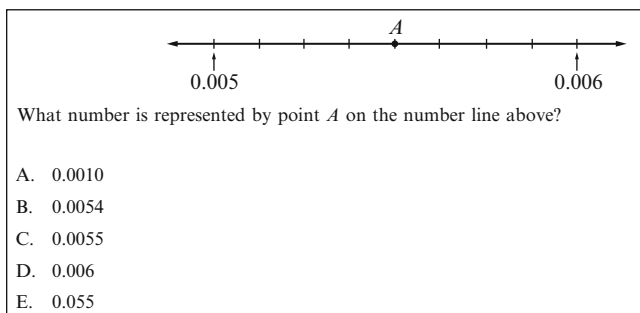 A
0.005 0.006
What number is represented by point A on the number line above?
A. 0.0010
B. 0.0054
C. 0.0055
D. 0.006
E. 0.055